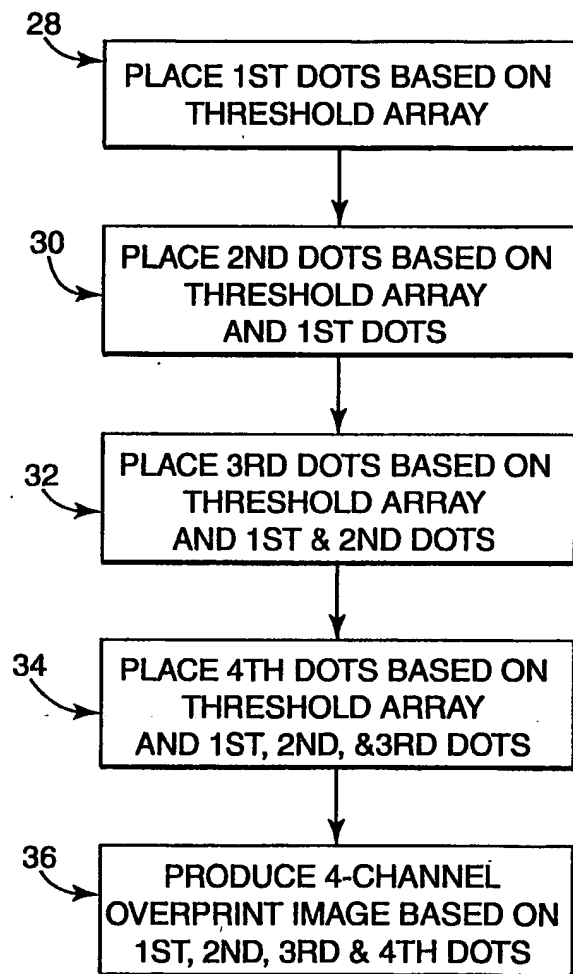 28
PLACE 1ST DOTS BASED ON
THRESHOLD ARRAY
30
PLACE 2ND DOTS BASED ON
THRESHOLD ARRAY
AND 1ST DOTS
32
PLACE 3RD DOTS BASED ON
THRESHOLD ARRAY
AND 1ST & 2ND DOTS
34
PLACE 4TH DOTS BASED ON
THRESHOLD ARRAY
AND 1ST, 2ND, &3RD DOTS
36
PRODUCE 4-CHANNEL
OVERPRINT IMAGE BASED ON
1ST, 2ND, 3RD & 4TH DOTS